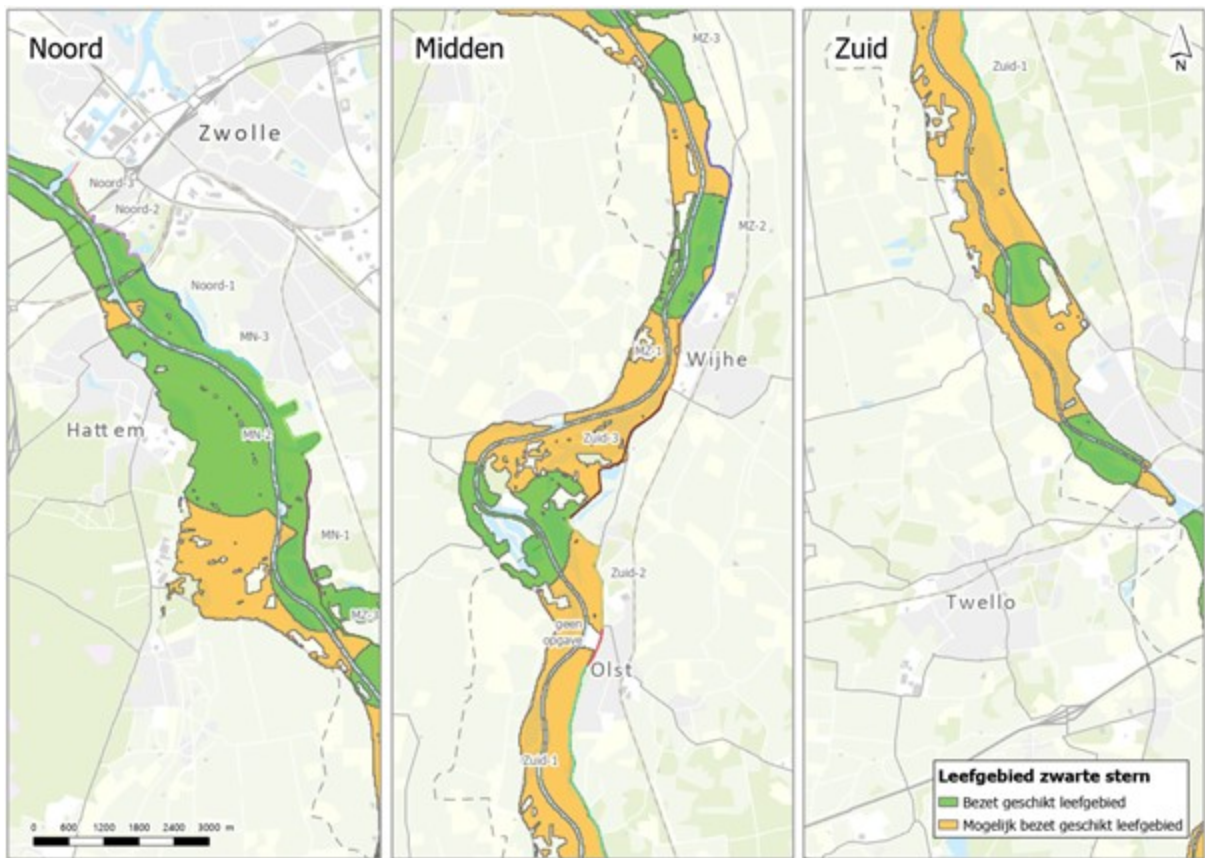 Noord
Zwolle
Noord-3
Noord-2
Noord-1
MN-3
Hattem
MN-2
MN-1
MZ-3
0 600 1200 1800 2400 3000 m
Midden
MZ-3
MZ-2
MZ-1
Wijhe
Zuid-3
Zuid-2
geen
opgave
Olst
Zuid-1
Zuid
N
Zuid-1
Twello
Leefgebied zwarte stern
Bezet geschikt leefgebied
Mogelijk bezet geschikt leefgebied